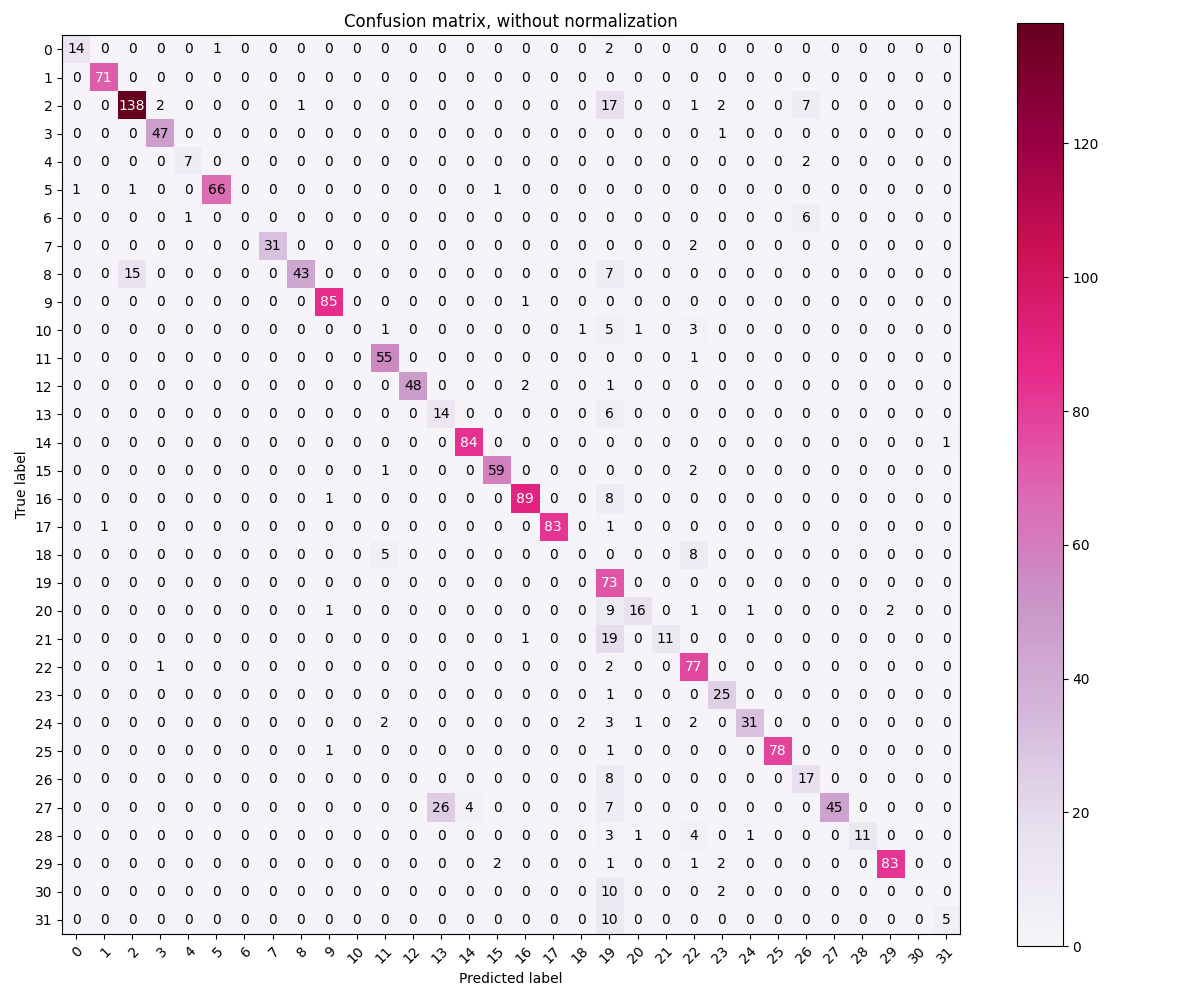 Confusion matrix, without normalization
True label
0 14 0 0 0 0 1 0 0 0 0 0 0 0 0 0 0 0 0 0 2 0 0 0 0 0 0 0 0 0 0 0 0
1 0 71 0 0 0 0 0 0 0 0 0 0 0 0 0 0 0 0 0 0 0 0 0 0 0 0 0 0 0 0 0 0
2 0 0 138 2 0 0 0 0 1 0 0 0 0 0 0 0 0 0 0 17 0 0 1 2 0 0 7 0 0 0 0 0
3 0 0 0 47 0 0 0 0 0 0 0 0 0 0 0 0 0 0 0 0 0 0 0 1 0 0 0 0 0 0 0 0
4 0 0 0 0 7 0 0 0 0 0 0 0 0 0 0 0 0 0 0 0 0 0 0 0 0 0 2 0 0 0 0 0
5 1 0 1 0 0 66 0 0 0 0 0 0 0 0 0 1 0 0 0 0 0 0 0 0 0 0 0 0 0 0 0 0
6 0 0 0 0 1 0 0 0 0 0 0 0 0 0 0 0 0 0 0 0 0 0 0 0 0 0 6 0 0 0 0 0
7 0 0 0 0 0 0 0 31 0 0 0 0 0 0 0 0 0 0 0 0 0 0 2 0 0 0 0 0 0 0 0 0
8 0 0 15 0 0 0 0 0 43 0 0 0 0 0 0 0 0 0 0 7 0 0 0 0 0 0 0 0 0 0 0 0
9 0 0 0 0 0 0 0 0 0 85 0 0 0 0 0 0 1 0 0 0 0 0 0 0 0 0 0 0 0 0 0 0
10 0 0 0 0 0 0 0 0 0 0 0 1 0 0 0 0 0 0 1 5 1 0 3 0 0 0 0 0 0 0 0 0
11 0 0 0 0 0 0 0 0 0 0 0 55 0 0 0 0 0 0 0 0 0 0 1 0 0 0 0 0 0 0 0 0
12 0 0 0 0 0 0 0 0 0 0 0 0 48 0 0 0 2 0 0 1 0 0 0 0 0 0 0 0 0 0 0 0
13 0 0 0 0 0 0 0 0 0 0 0 0 0 14 0 0 0 0 0 6 0 0 0 0 0 0 0 0 0 0 0 0
14 0 0 0 0 0 0 0 0 0 0 0 0 0 0 84 0 0 0 0 0 0 0 0 0 0 0 0 0 0 0 0 1
15 0 0 0 0 0 0 0 0 0 0 0 1 0 0 0 59 0 0 0 0 0 0 2 0 0 0 0 0 0 0 0 0
16 0 0 0 0 0 0 0 0 0 1 0 0 0 0 0 0 89 0 0 8 0 0 0 0 0 0 0 0 0 0 0 0
17 0 1 0 0 0 0 0 0 0 0 0 0 0 0 0 0 0 83 0 1 0 0 0 0 0 0 0 0 0 0 0 0
18 0 0 0 0 0 0 0 0 0 0 0 5 0 0 0 0 0 0 0 0 0 0 8 0 0 0 0 0 0 0 0 0
19 0 0 0 0 0 0 0 0 0 0 0 0 0 0 0 0 0 0 0 73 0 0 0 0 0 0 0 0 0 0 0 0
20 0 0 0 0 0 0 0 0 0 1 0 0 0 0 0 0 0 0 0 9 16 0 1 0 1 0 0 0 0 2 0 0
21 0 0 0 0 0 0 0 0 0 0 0 0 0 0 0 0 1 0 0 19 0 11 0 0 0 0 0 0 0 0 0 0
22 0 0 0 1 0 0 0 0 0 0 0 0 0 0 0 0 0 0 0 2 0 0 77 0 0 0 0 0 0 0 0 0
23 0 0 0 0 0 0 0 0 0 0 0 0 0 0 0 0 0 0 0 1 0 0 0 25 0 0 0 0 0 0 0 0
24 0 0 0 0 0 0 0 0 0 0 0 2 0 0 0 0 0 0 2 3 1 0 2 0 31 0 0 0 0 0 0 0
25 0 0 0 0 0 0 0 0 0 1 0 0 0 0 0 0 0 0 0 1 0 0 0 0 0 78 0 0 0 0 0 0
26 0 0 0 0 0 0 0 0 0 0 0 0 0 0 0 0 0 0 0 8 0 0 0 0 0 0 17 0 0 0 0 0
27 0 0 0 0 0 0 0 0 0 0 0 0 0 26 4 0 0 0 0 7 0 0 0 0 0 0 0 45 0 0 0 0
28 0 0 0 0 0 0 0 0 0 0 0 0 0 0 0 0 0 0 0 3 1 0 4 0 1 0 0 0 11 0 0 0
29 0 0 0 0 0 0 0 0 0 0 0 0 0 0 0 2 0 0 0 1 0 0 1 2 0 0 0 0 0 83 0 0
30 0 0 0 0 0 0 0 0 0 0 0 0 0 0 0 0 0 0 0 10 0 0 0 2 0 0 0 0 0 0 0 0
31 0 0 0 0 0 0 0 0 0 0 0 0 0 0 0 0 0 0 0 10 0 0 0 0 0 0 0 0 0 0 0 5
0 1 2 3 4 5 6 7 8 9 10 11 12 13 14 15 16 17 18 19 20 21 22 23 24 25 26 27 28 29 30 31
Predicted label
120
100
80
60
40
20
0